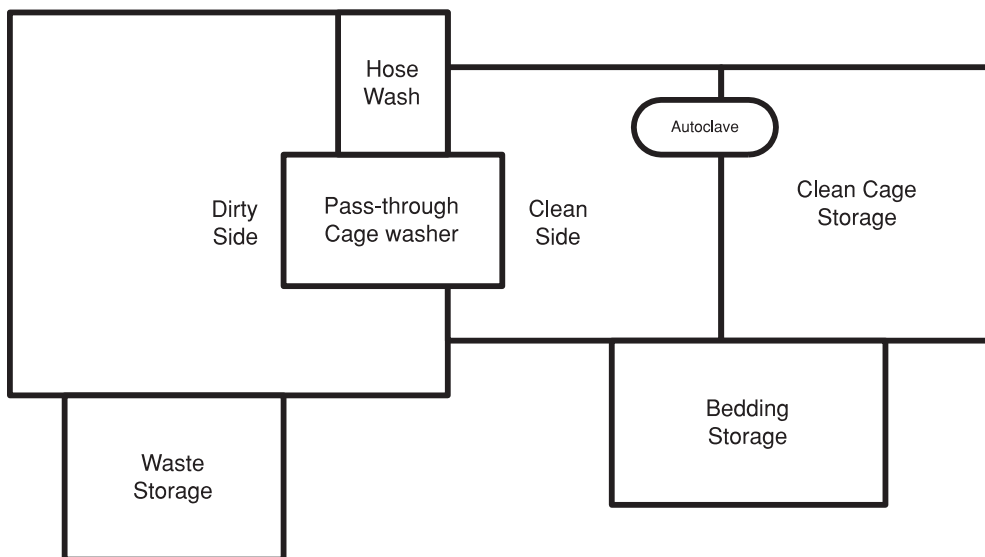 Hose
Wash
Autoclave
Dirty
Side
Pass-through
Cage washer
Clean
Side
Clean Cage
Storage
Bedding
Storage
Waste
Storage